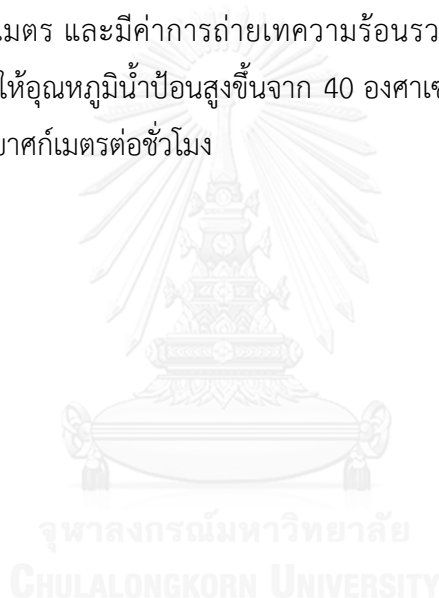 เมตร และมีค่าการถ่ายเทความร้อนรว
ให้อุณหภูมิน้ำป้อนสูงขึ้นจาก 40 องศาเซ
บาศก์เมตรต่อชั่วโมง
จุฬาลงกรณ์มหาวิทยาลัย
CHULALONGKORN UNIVERSITY